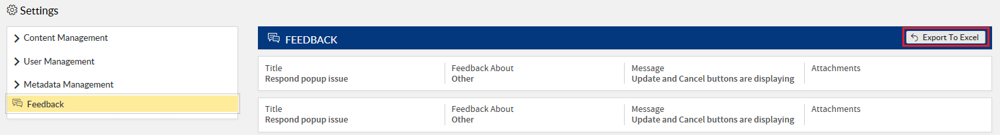 Settings
Content Management
User Management
Metadata Management
Feedback
FEEDBACK
Export To Excel
Title Feedback About Message Attachments
Respond popup issue Other Update and Cancel buttons are displaying
Title Feedback About Message Attachments
Respond popup issue Other Update and Cancel buttons are displaying